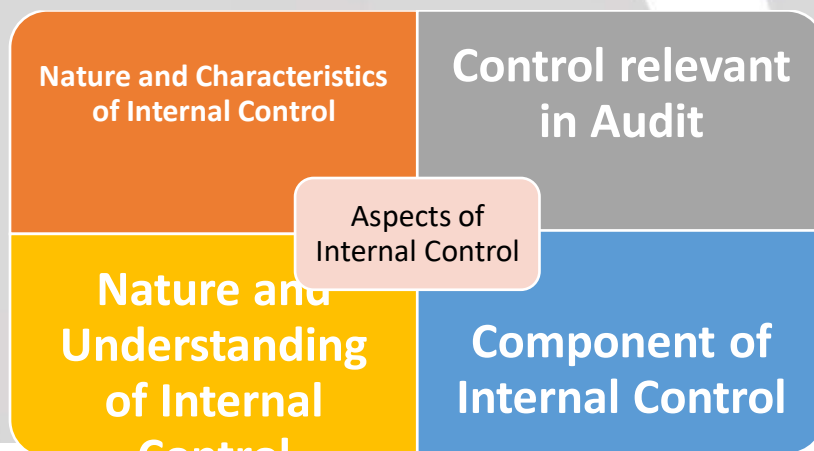 Nature and Characteristics
of Internal Control
Control relevant
in Audit
Aspects of
Internal Control
Nature and
Understanding
of Internal
Control
Component of
Internal Control